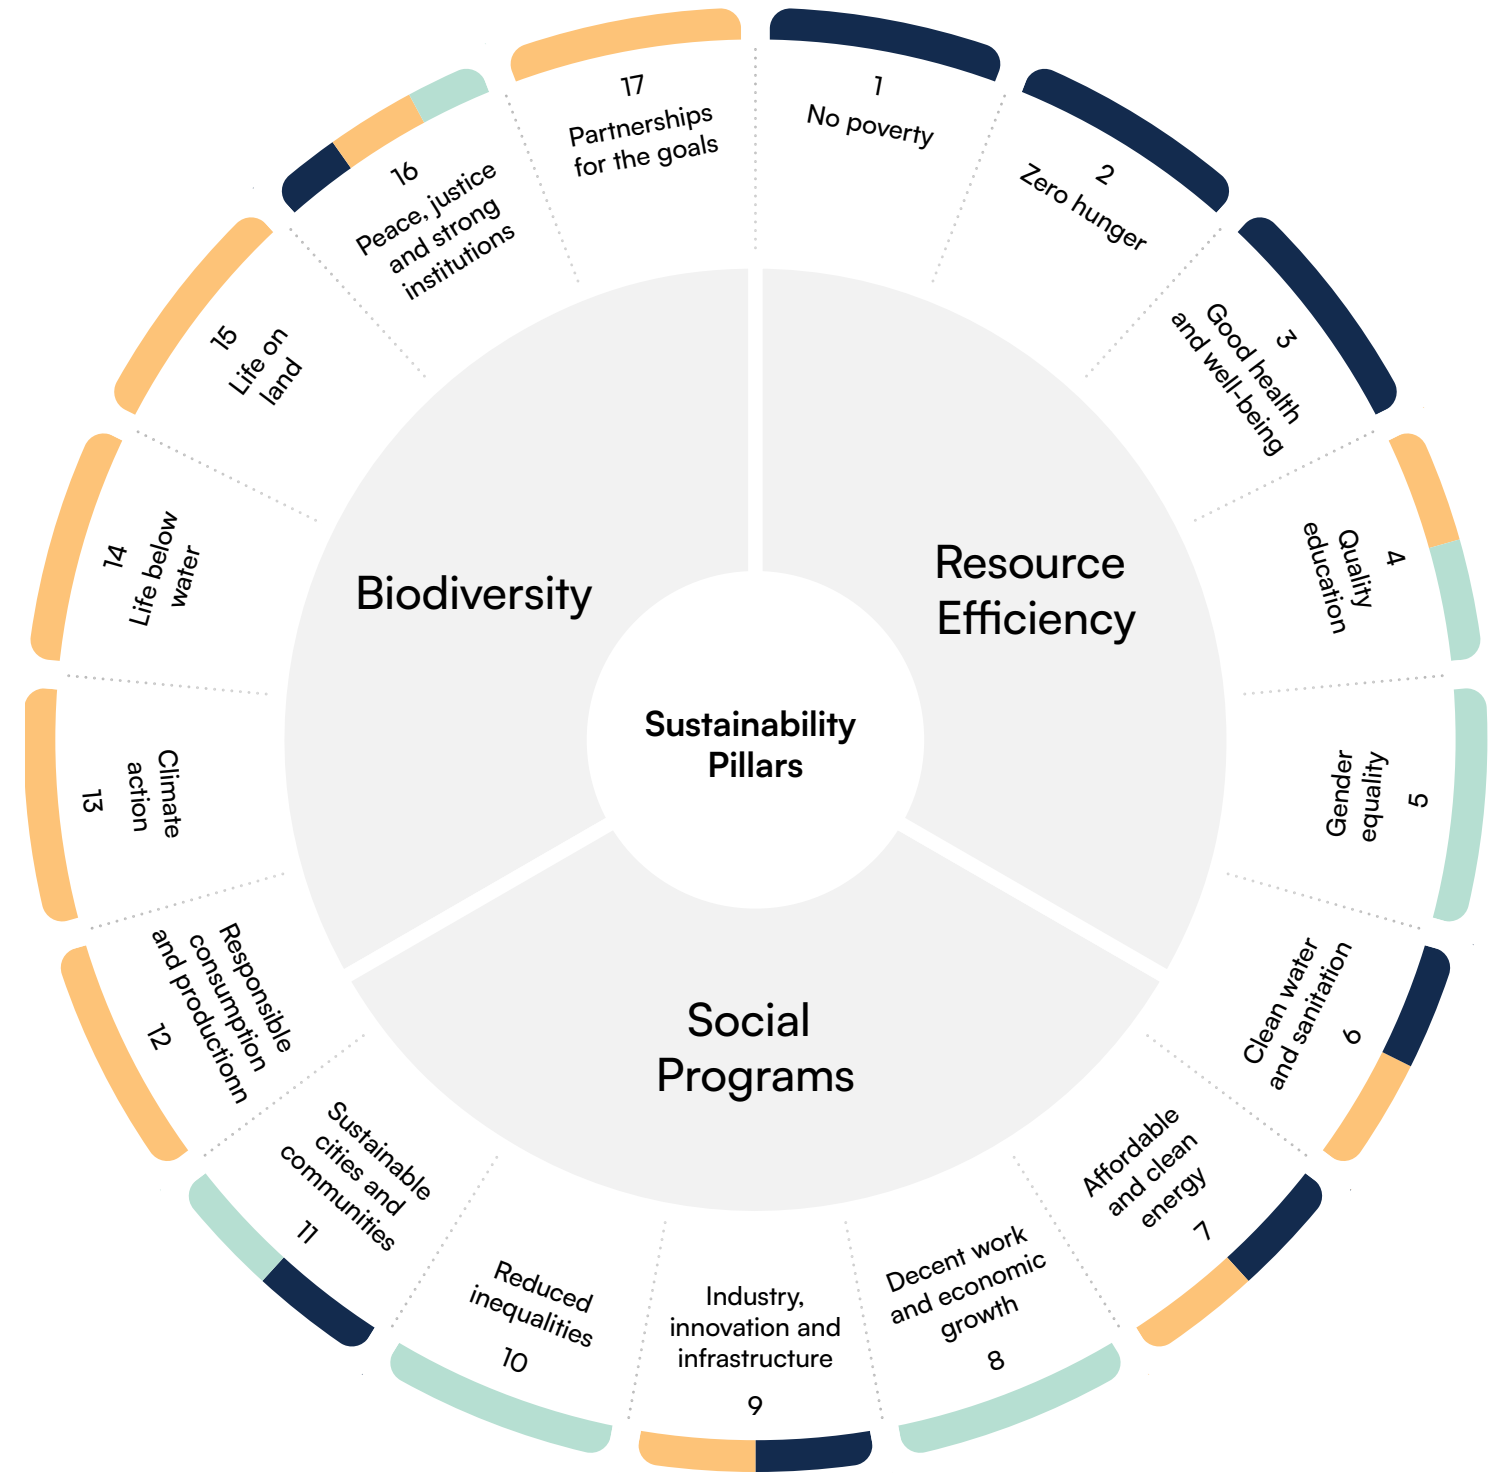 Sustainability
Pillars
Resource
Efficiency
Social
Programs
Biodiversity
1
No poverty
2
Zero hunger
3
Good health
and well-being
4
Quality
education
Gender
equality
5
Clean water
and sanitation
6
Affordable
and clean
energy
7
Decent work
and economic
growth
8
Industry,
innovation and
infrastructure
9
Reduced
inequalities
10
Sustainable
cities and
communities
11
Responsible
consumption
and productionn
12
Climate
action
13
14
Life below
water
15
Life on
land
16
Peace, justice
and strong
institutions
17
Partnerships
for the goals